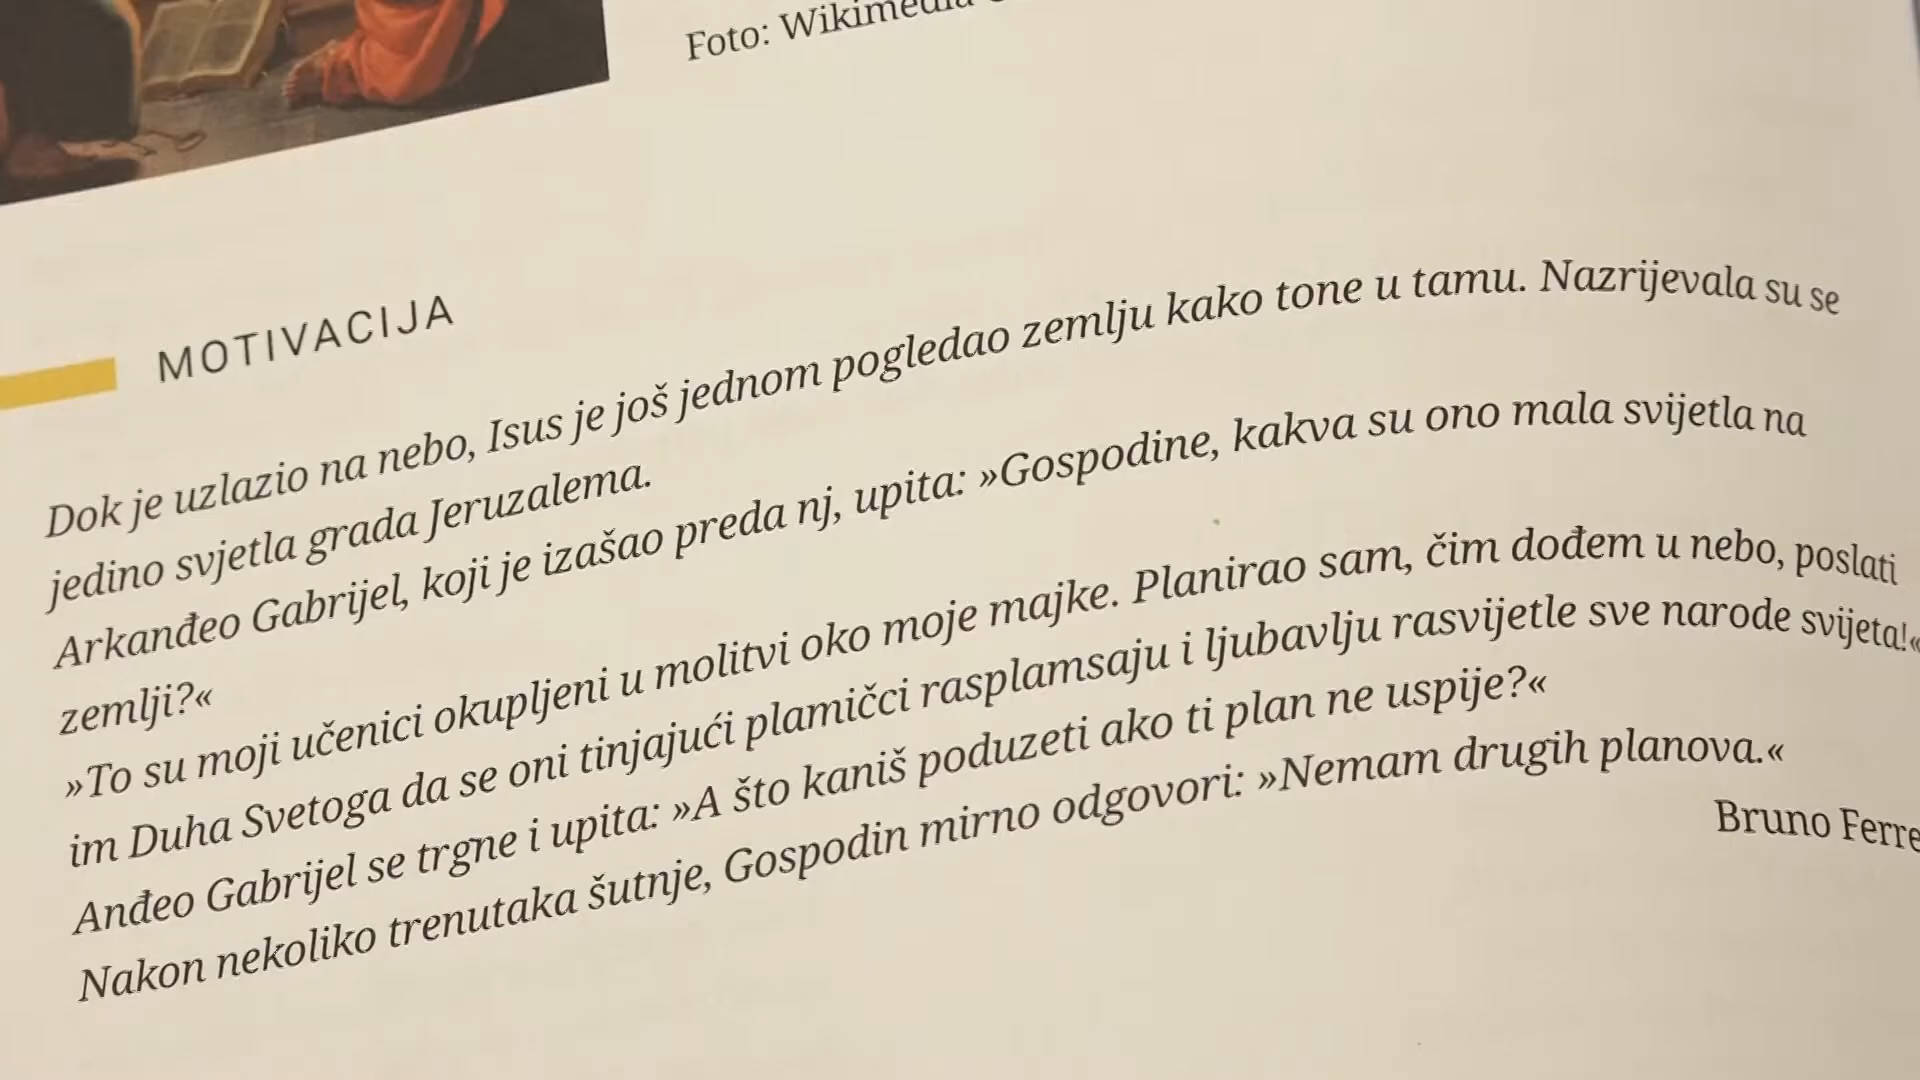 Foto: Wikimedia
MOTIVACIJA
Dok je uzlazio na nebo, Isus je još jednom pogledao zemlju kako tone u tamu. Nazrijevala su se
jedino svjetla grada Jeruzalema.
Arkanđeo Gabrijel, koji je izašao preda nj, upita: »Gospodine, kakva su ono mala svijetla na
zemlji?«
»To su moji učenici okupljeni u molitvi oko moje majke. Planirao sam, čim dođem u nebo, poslati
im Duha Svetoga da se oni tinjajući plamičci rasplamsaju i ljubavlju rasvijetle sve narode svijeta!«
Anđeo Gabrijel se trgne i upita: »A što kaniš poduzeti ako ti plan ne uspije?«
Nakon nekoliko trenutaka šutnje, Gospodin mirno odgovori: »Nemam drugih planova.«
Bruno Ferre